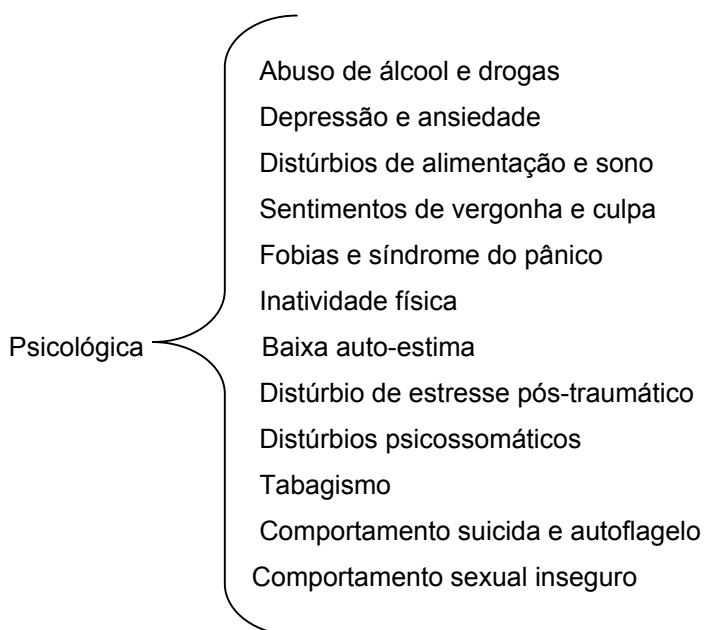 Abuso de álcool e drogas
Depressão e ansiedade
Distúrbios de alimentação e sono
Sentimentos de vergonha e culpa
Fobias e síndrome do pânico
Inatividade física
Psicológica
Baixa auto-estima
Distúrbio de estresse pós-traumático
Distúrbios psicossomáticos
Tabagismo
Comportamento suicida e autoflagelo
Comportamento sexual inseguro